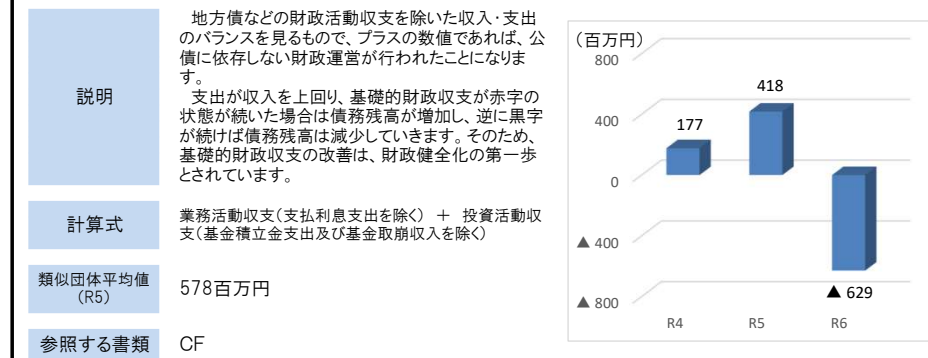 説明
　地方債などの財政活動収支を除いた収入・支出
のバランスを見るもので、プラスの数値であれば、公
債に依存しない財政運営が行われたことになりま
す。
　支出が収入を上回り、基礎的財政収支が赤字の
状態が続いた場合は債務残高が増加し、逆に黒字
が続けば債務残高は減少していきます。そのため、
基礎的財政収支の改善は、財政健全化の第一歩
とされています。
計算式
業務活動収支(支払利息支出を除く) ＋ 投資活動収
支(基金積立金支出及び基金取崩収入を除く)
類似団体平均値
(R5)
578百万円
参照する書類
CF
(百万円)
800
400
0
▲ 400
▲ 800
177
418
▲ 629
R4
R5
R6